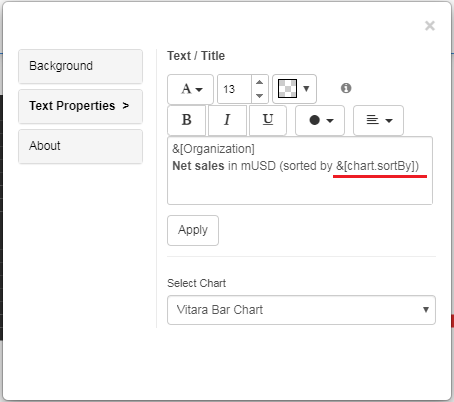 ×
Background
Text Properties >
About
Text / Title
A
13
B I U
&[Organization]
Net sales in mUSD (sorted by &[chart.sortBy])
Apply
Select Chart
Vitara Bar Chart